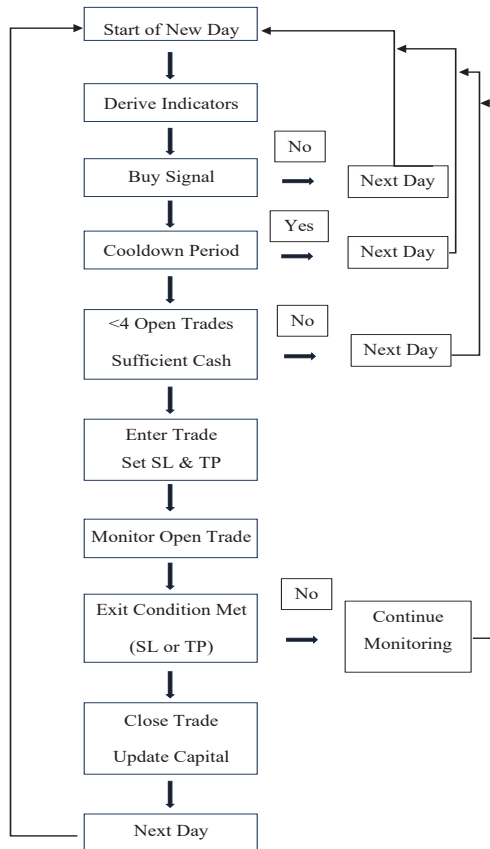 Start of New Day
Derive Indicators
No
Buy Signal
Next Day
Yes
Cooldown Period
Next Day
<4 Open Trades
No
Sufficient Cash
Next Day
Enter Trade
Set SL & TP
Monitor Open Trade
No
Exit Condition Met
(SL or TP)
Continue
Monitoring
Close Trade
Update Capital
Next Day